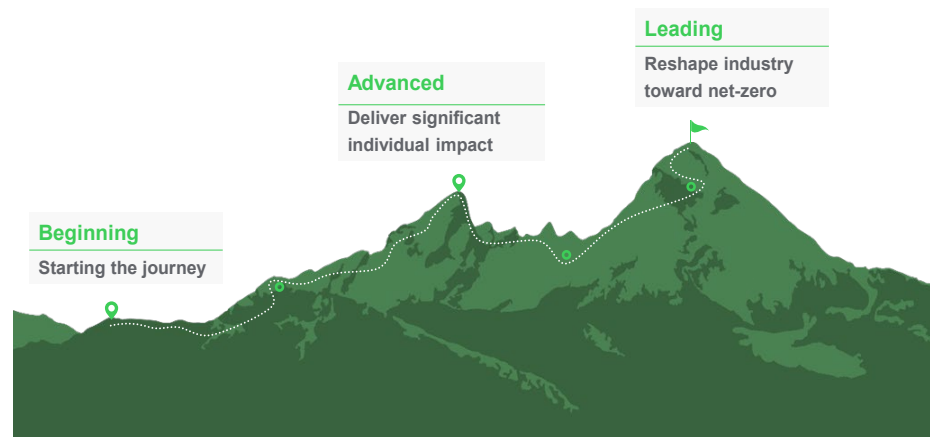 Leading
Reshape industry
toward net-zero
Advanced
Deliver significant
individual impact
Beginning
Starting the journey